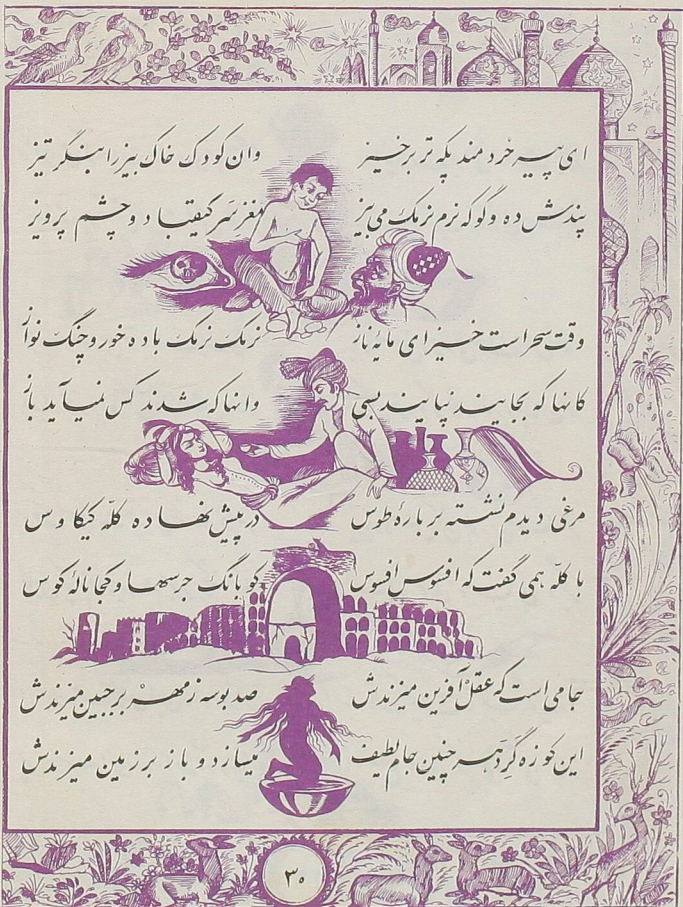 ای پیر خردمند پگه تر برخیز وان کودک خاک بیز را بنگر تیز
پندش ده و گو که نرم نرمک می بیز مغز سر کیقباد و چشم پرویز
وقت سحر است خیز ای مایه ناز نرمک نرمک باده خور و چنگ نواز
کانها که بجایند نپایند بسی وانها که شدند کس نمیآید باز
مرغی دیدم نشسته بر بارهٔ طوس در پیش نهاده کلّه کیکاوس
با کلّه همی گفت که افسوس افسوس کو بانگ جرسها و کجا نالهٔ کوس
جامی است که عقل آفرین میزندش صد بوسه ز مهر بر جبین میزندش
این کوزه گر دهر چنین جام لطیف میسازد و باز بر زمین میزندش
۳۰